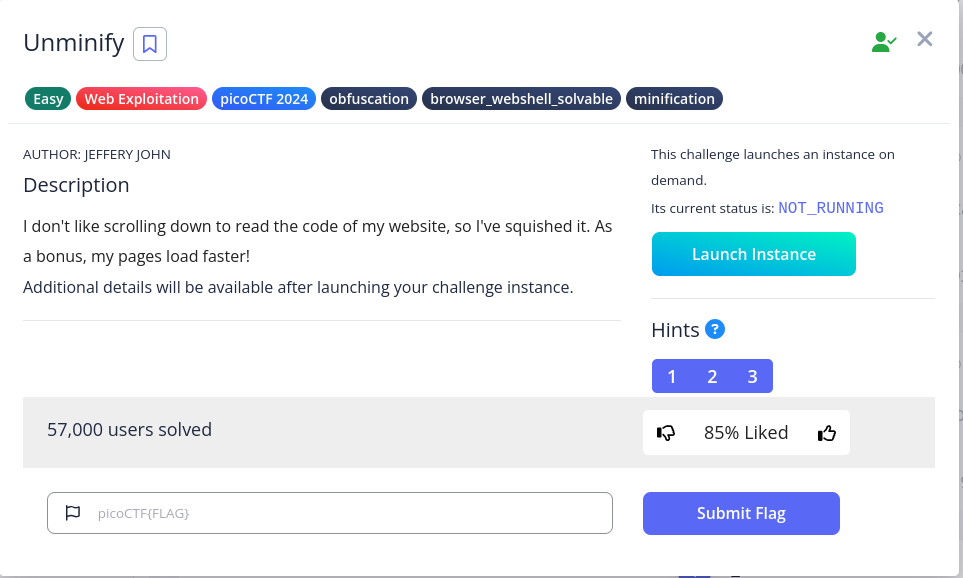 Unminify
Easy Web Exploitation picoCTF 2024 obfuscation browser_webshell_solvable minification
AUTHOR: JEFFERY JOHN
Description
I don't like scrolling down to read the code of my website, so I've squished it. As
a bonus, my pages load faster!
Additional details will be available after launching your challenge instance.
This challenge launches an instance on
demand.
Its current status is: NOT_RUNNING
Launch Instance
Hints ?
1 2 3
57,000 users solved
85% Liked
picoCTF{FLAG}
Submit Flag